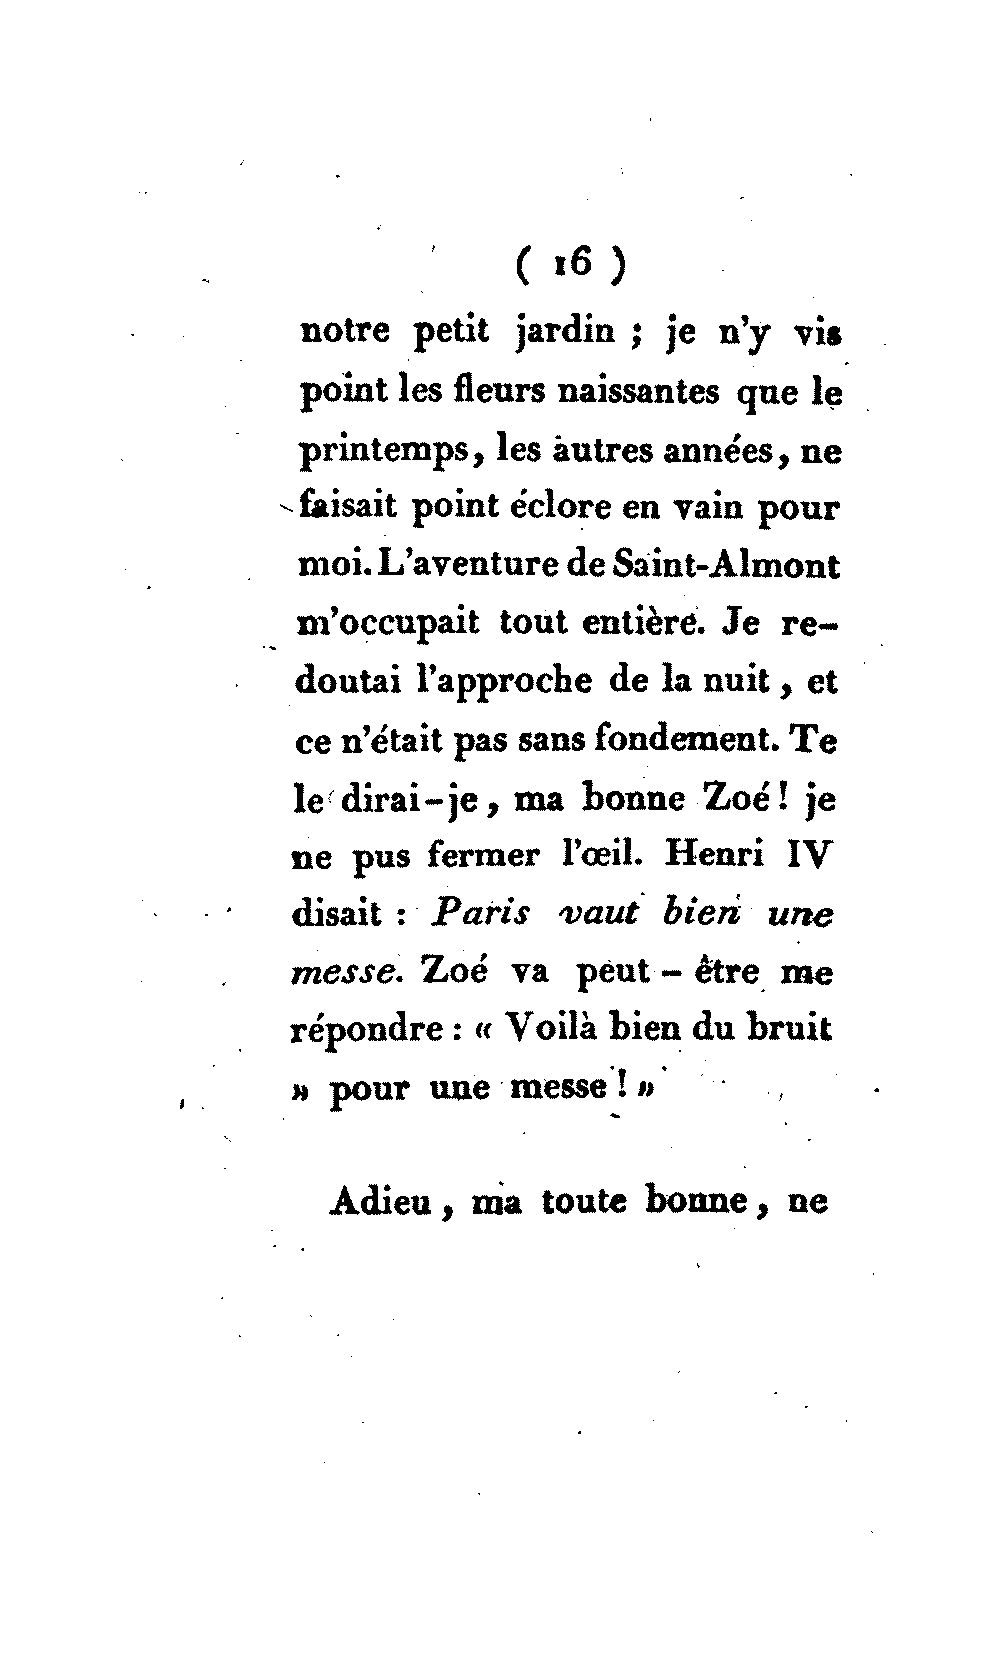 ( 16 )
notre petit jardin ; je n'y vis
point les fleurs naissantes que le
printemps, les autres années, ne
faisait point éclore en vain pour
moi. L'aventure de Saint-Almont
m'occupait tout entière. Je re-
doutai l'approche de la nuit, et
ce n'était pas sans fondement. Te
le dirai-je, ma bonne Zoé! je
ne pus fermer l'œil. Henri IV
disait : Paris vaut bien une
messe. Zoé va peut-être me
répondre : « Voilà bien du bruit
» pour une messe ! »
Adieu, ma toute bonne, ne